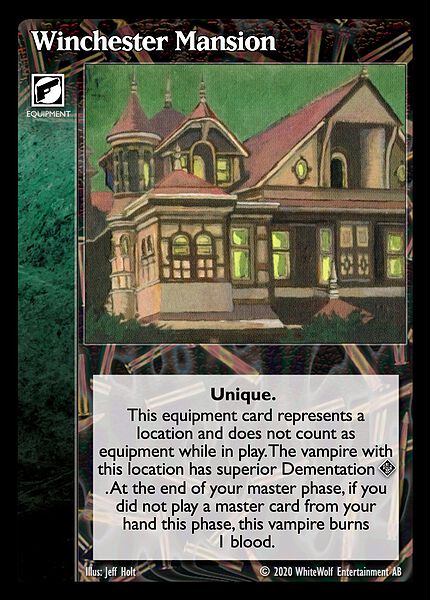 Winchester Mansion
EQUIPMENT
Unique.
This equipment card represents a
location and does not count as
equipment while in play. The vampire with
this location has superior Dementation
. At the end of your master phase, if you
did not play a master card from your
hand this phase, this vampire burns
1 blood.
Illus: Jeff Holt
© 2020 WhiteWolf Entertainment AB